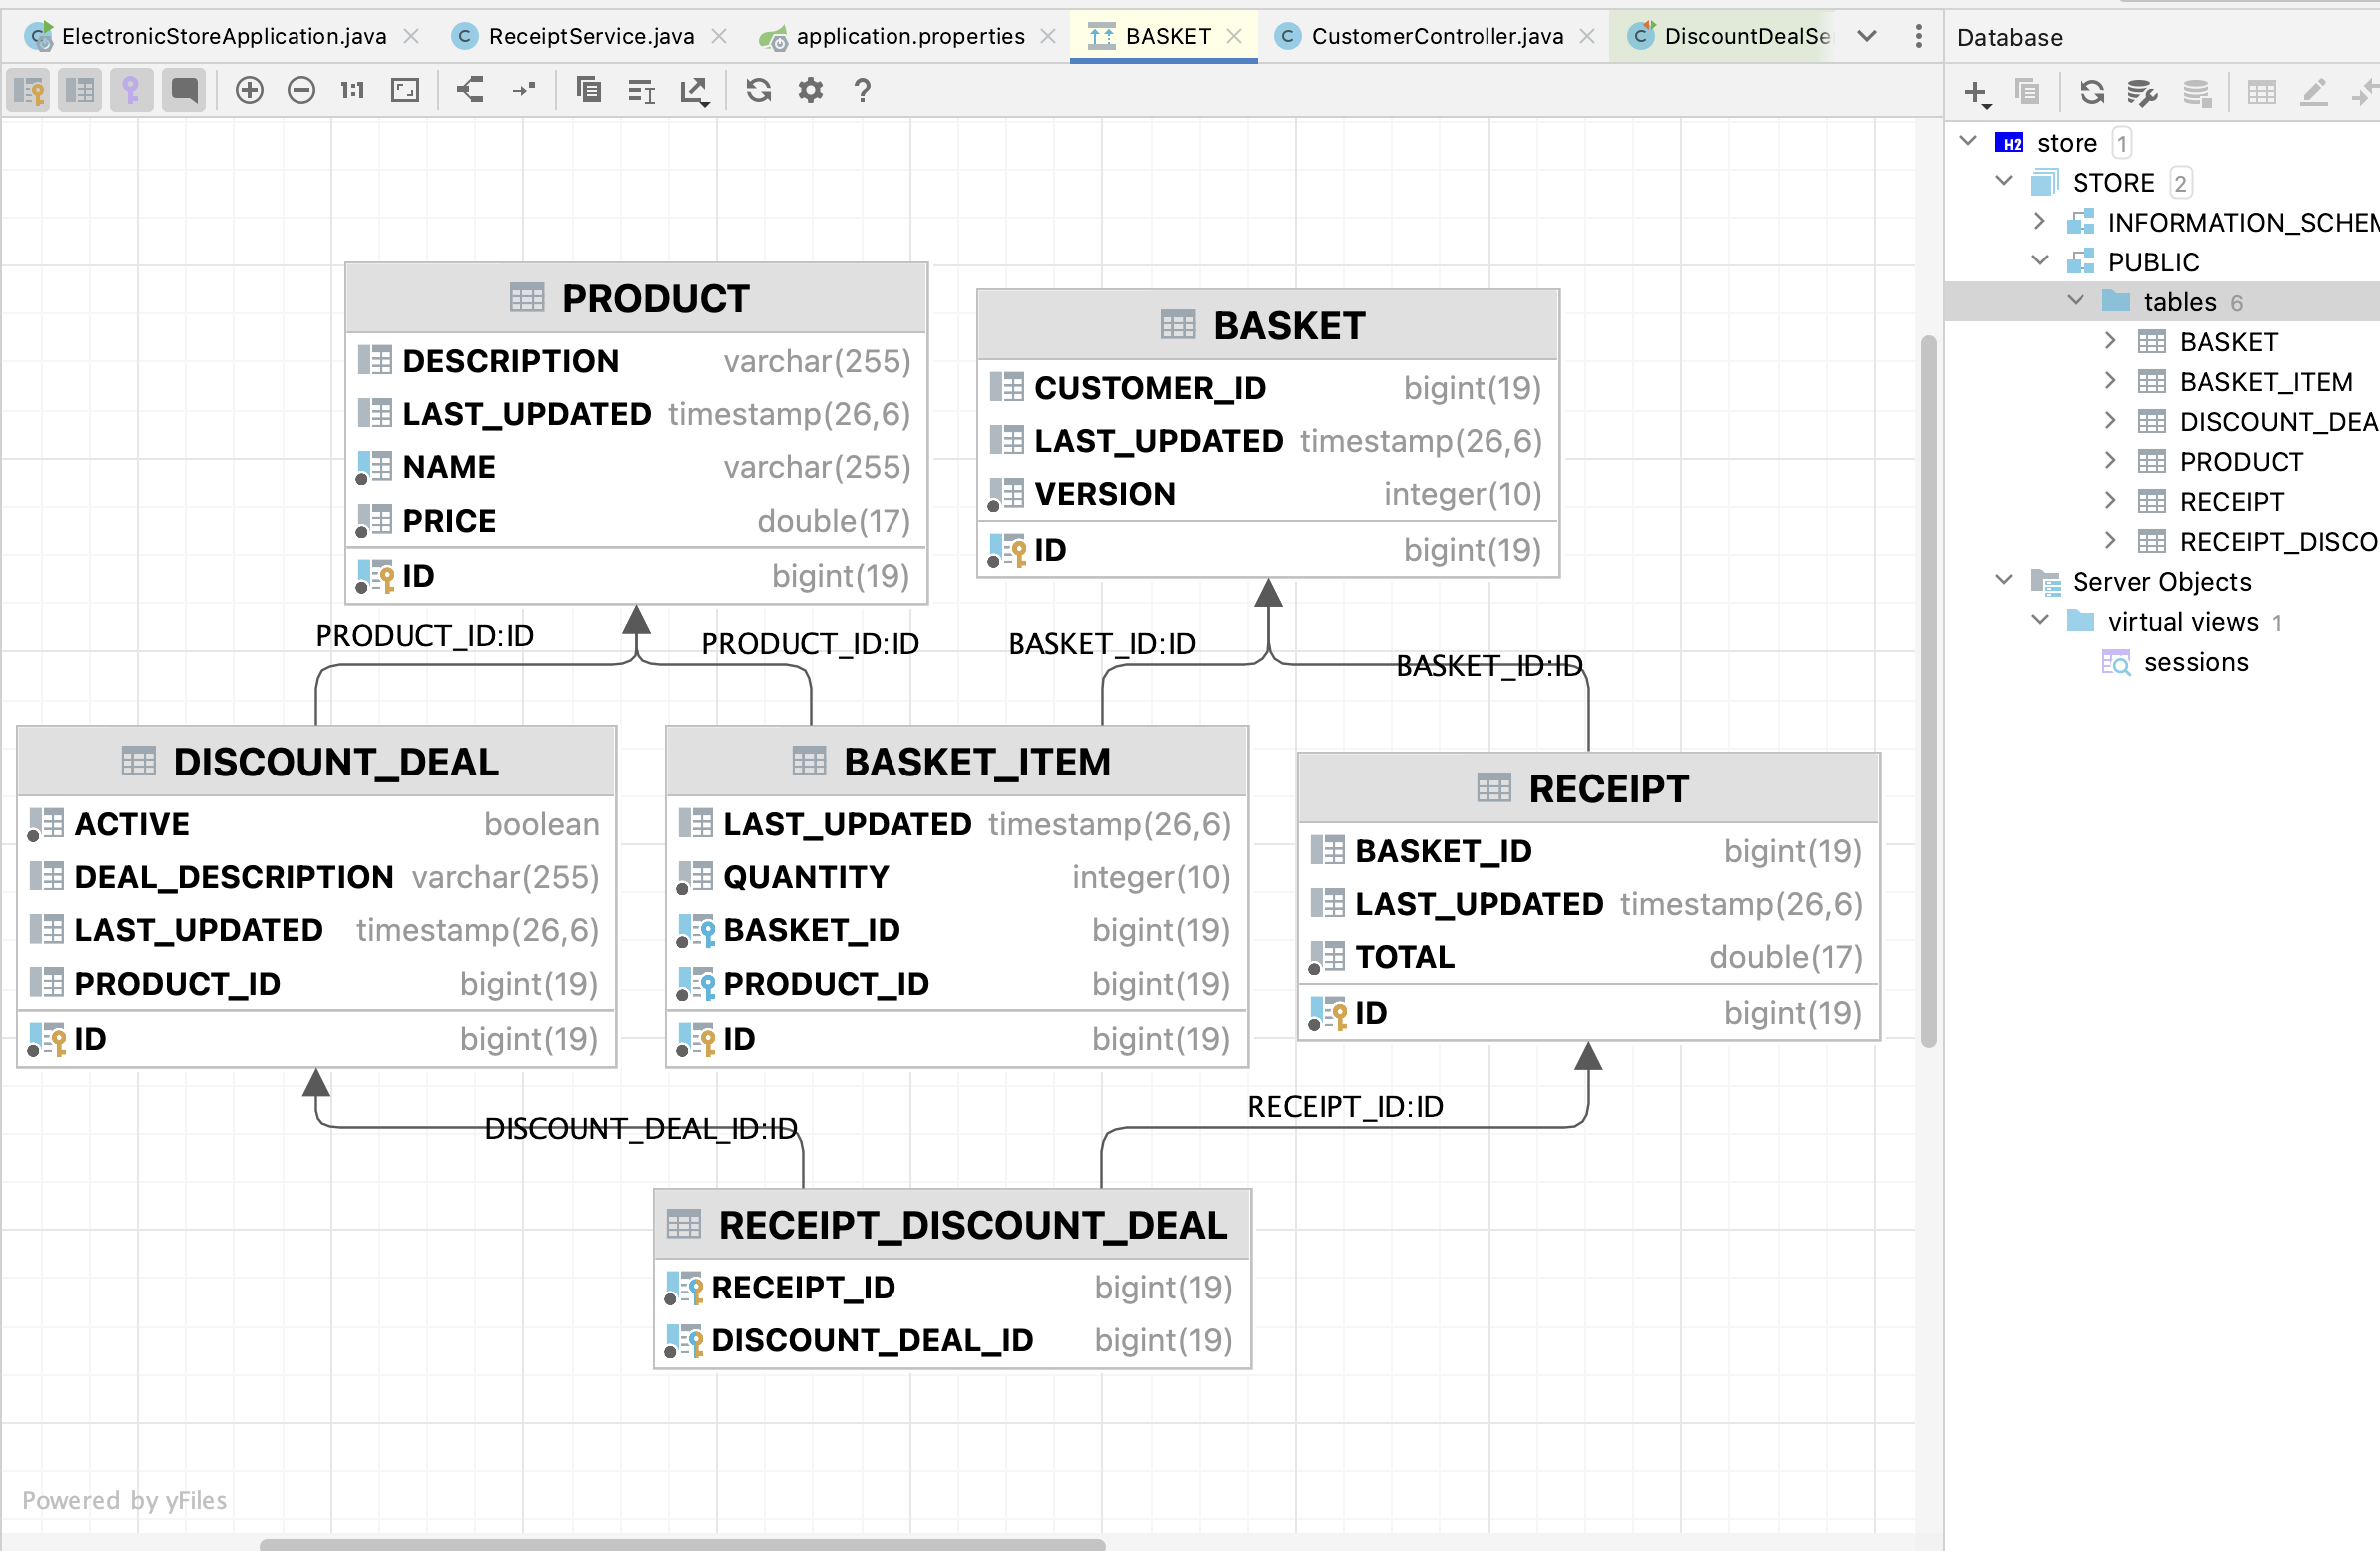 ElectronicStoreApplication.java
ReceiptService.java
application.properties
BASKET
CustomerController.java
DiscountDealSe
Database
1:1
?
PRODUCT
DESCRIPTION varchar(255)
LAST_UPDATED timestamp(26,6)
NAME varchar(255)
PRICE double(17)
ID bigint(19)
BASKET
CUSTOMER_ID bigint(19)
LAST_UPDATED timestamp(26,6)
VERSION integer(10)
ID bigint(19)
PRODUCT_ID:ID
PRODUCT_ID:ID
BASKET_ID:ID
BASKET_ID:ID
DISCOUNT_DEAL
ACTIVE boolean
DEAL_DESCRIPTION varchar(255)
LAST_UPDATED timestamp(26,6)
PRODUCT_ID bigint(19)
ID bigint(19)
BASKET_ITEM
LAST_UPDATED timestamp(26,6)
QUANTITY integer(10)
BASKET_ID bigint(19)
PRODUCT_ID bigint(19)
ID bigint(19)
RECEIPT
BASKET_ID bigint(19)
LAST_UPDATED timestamp(26,6)
TOTAL double(17)
ID bigint(19)
DISCOUNT_DEAL_ID:ID
RECEIPT_ID:ID
RECEIPT_DISCOUNT_DEAL
RECEIPT_ID bigint(19)
DISCOUNT_DEAL_ID bigint(19)
Powered by yFiles
H2 store 1
STORE 2
INFORMATION_SCHEM
PUBLIC
tables 6
BASKET
BASKET_ITEM
DISCOUNT_DEA
PRODUCT
RECEIPT
RECEIPT_DISCO
Server Objects
virtual views 1
sessions